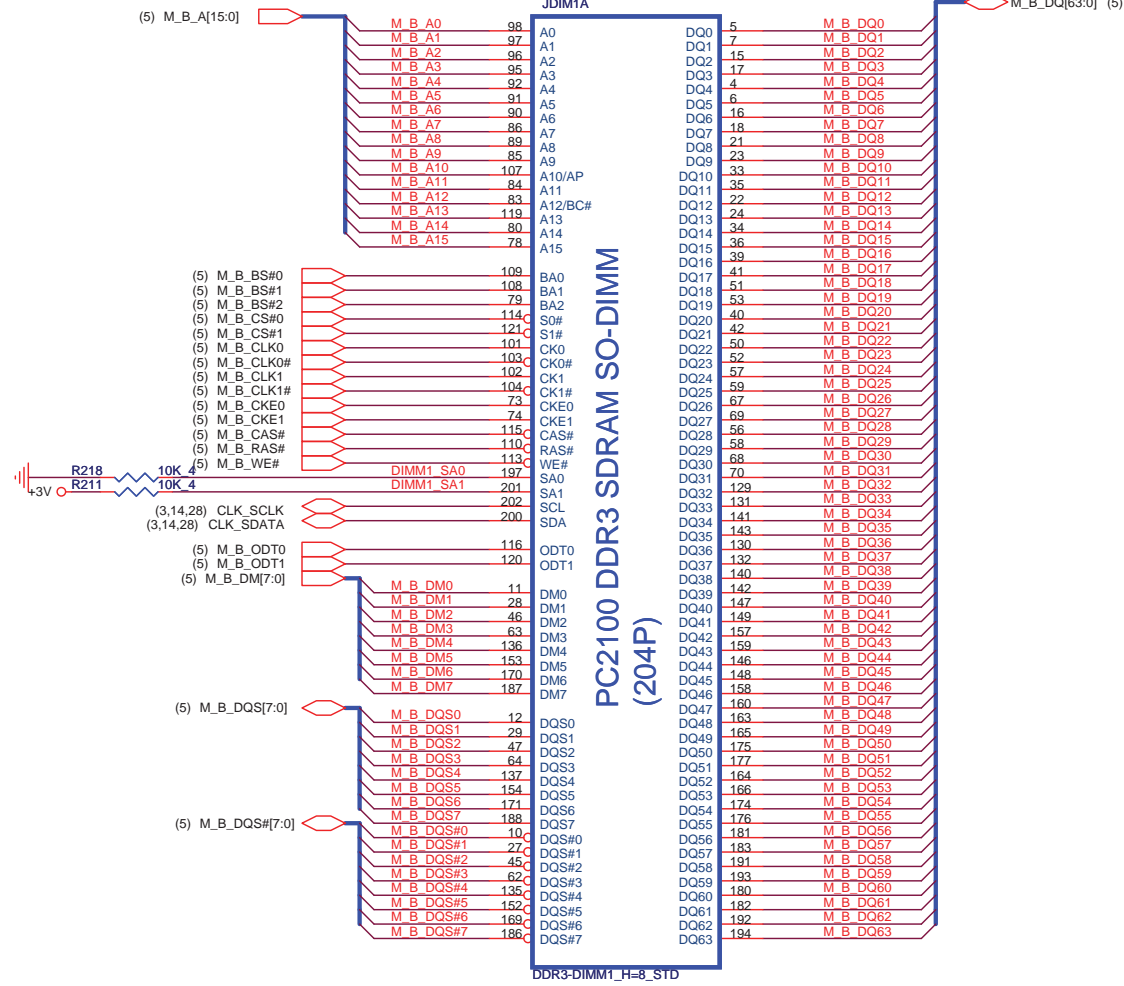 JDIM1A
(5) M_B_A[15:0]
M_B_A0 98 A0
M_B_A1 97 A1
M_B_A2 96 A2
M_B_A3 95 A3
M_B_A4 92 A4
M_B_A5 91 A5
M_B_A6 90 A6
M_B_A7 86 A7
M_B_A8 89 A8
M_B_A9 85 A9
M_B_A10 107 A10/AP
M_B_A11 84 A11
M_B_A12 83 A12/BC#
M_B_A13 119 A13
M_B_A14 80 A14
M_B_A15 78 A15
(5) M_B_BS#0 109 BA0
(5) M_B_BS#1 108 BA1
(5) M_B_BS#2 79 BA2
(5) M_B_CS#0 114 S0#
(5) M_B_CS#1 121 S1#
(5) M_B_CLK0 101 CK0
(5) M_B_CLK0# 103 CK0#
(5) M_B_CLK1 102 CK1
(5) M_B_CLK1# 104 CK1#
(5) M_B_CKE0 73 CKE0
(5) M_B_CKE1 74 CKE1
(5) M_B_CAS# 115 CAS#
(5) M_B_RAS# 110 RAS#
(5) M_B_WE# 113 WE#
R218 10K_4 DIMM1_SA0 197 SA0
+3V R211 10K_4 DIMM1_SA1 201 SA1
(3,14,28) CLK_SCLK 202 SCL
(3,14,28) CLK_SDATA 200 SDA
(5) M_B_ODT0 116 ODT0
(5) M_B_ODT1 120 ODT1
(5) M_B_DM[7:0]
M_B_DM0 11 DM0
M_B_DM1 28 DM1
M_B_DM2 46 DM2
M_B_DM3 63 DM3
M_B_DM4 136 DM4
M_B_DM5 153 DM5
M_B_DM6 170 DM6
M_B_DM7 187 DM7
(5) M_B_DQS[7:0]
M_B_DQS0 12 DQS0
M_B_DQS1 29 DQS1
M_B_DQS2 47 DQS2
M_B_DQS3 64 DQS3
M_B_DQS4 137 DQS4
M_B_DQS5 154 DQS5
M_B_DQS6 171 DQS6
M_B_DQS7 188 DQS7
(5) M_B_DQS#[7:0]
M_B_DQS#0 10 DQS#0
M_B_DQS#1 27 DQS#1
M_B_DQS#2 45 DQS#2
M_B_DQS#3 62 DQS#3
M_B_DQS#4 135 DQS#4
M_B_DQS#5 152 DQS#5
M_B_DQS#6 169 DQS#6
M_B_DQS#7 186 DQS#7
PC2100 DDR3 SDRAM SO-DIMM
(204P)
M_B_DQ[63:0] (5)
DQ0 5 M_B_DQ0
DQ1 7 M_B_DQ1
DQ2 15 M_B_DQ2
DQ3 17 M_B_DQ3
DQ4 4 M_B_DQ4
DQ5 6 M_B_DQ5
DQ6 16 M_B_DQ6
DQ7 18 M_B_DQ7
DQ8 21 M_B_DQ8
DQ9 23 M_B_DQ9
DQ10 33 M_B_DQ10
DQ11 35 M_B_DQ11
DQ12 22 M_B_DQ12
DQ13 24 M_B_DQ13
DQ14 34 M_B_DQ14
DQ15 36 M_B_DQ15
DQ16 39 M_B_DQ16
DQ17 41 M_B_DQ17
DQ18 51 M_B_DQ18
DQ19 53 M_B_DQ19
DQ20 40 M_B_DQ20
DQ21 42 M_B_DQ21
DQ22 50 M_B_DQ22
DQ23 52 M_B_DQ23
DQ24 57 M_B_DQ24
DQ25 59 M_B_DQ25
DQ26 67 M_B_DQ26
DQ27 69 M_B_DQ27
DQ28 56 M_B_DQ28
DQ29 58 M_B_DQ29
DQ30 68 M_B_DQ30
DQ31 70 M_B_DQ31
DQ32 129 M_B_DQ32
DQ33 131 M_B_DQ33
DQ34 141 M_B_DQ34
DQ35 143 M_B_DQ35
DQ36 130 M_B_DQ36
DQ37 132 M_B_DQ37
DQ38 140 M_B_DQ38
DQ39 142 M_B_DQ39
DQ40 147 M_B_DQ40
DQ41 149 M_B_DQ41
DQ42 157 M_B_DQ42
DQ43 159 M_B_DQ43
DQ44 146 M_B_DQ44
DQ45 148 M_B_DQ45
DQ46 158 M_B_DQ46
DQ47 160 M_B_DQ47
DQ48 163 M_B_DQ48
DQ49 165 M_B_DQ49
DQ50 175 M_B_DQ50
DQ51 177 M_B_DQ51
DQ52 164 M_B_DQ52
DQ53 166 M_B_DQ53
DQ54 174 M_B_DQ54
DQ55 176 M_B_DQ55
DQ56 181 M_B_DQ56
DQ57 183 M_B_DQ57
DQ58 191 M_B_DQ58
DQ59 193 M_B_DQ59
DQ60 180 M_B_DQ60
DQ61 182 M_B_DQ61
DQ62 192 M_B_DQ62
DQ63 194 M_B_DQ63
DDR3-DIMM1_H=8_STD